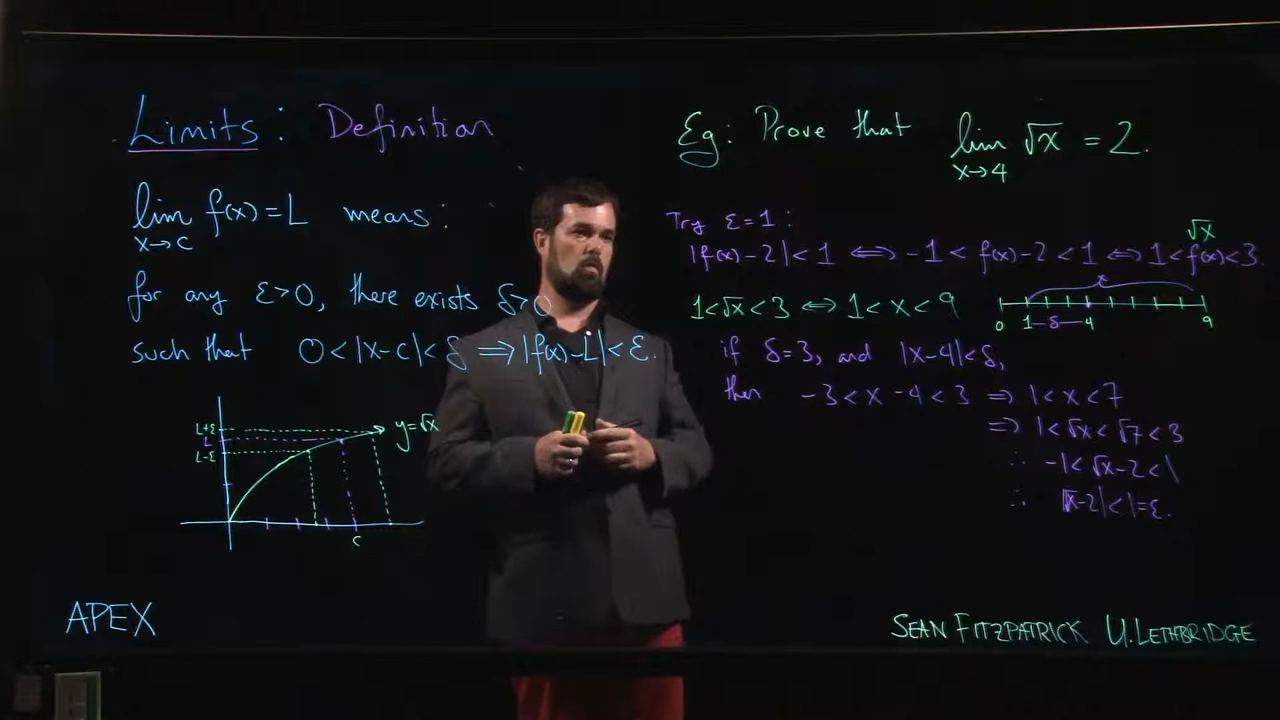 Limits: Definition
lim f(x) = L means:
x→c
for any ε>0, there exists δ>0
such that 0<|x-c|<δ ⟹ |f(x)-L|<ε.
L+ε
L
L-ε
y=√x
c
APEX
Eg: Prove that lim √x = 2.
x→4
Try ε=1:
√x
|f(x)-2|<1 ⟺ -1<f(x)-2<1 ⟺ 1<f(x)<3
1<√x<3 ⟺ 1<x<9
x
0 1-δ-4 9
if δ=3, and |x-4|<δ,
then -3<x-4<3 ⟹ 1<x<7
⟹ 1<√x<√7<3
∴ -1<√x-2<1
∴ |√x-2|<1=ε.
SEAN FITZPATRICK U. LETHBRIDGE